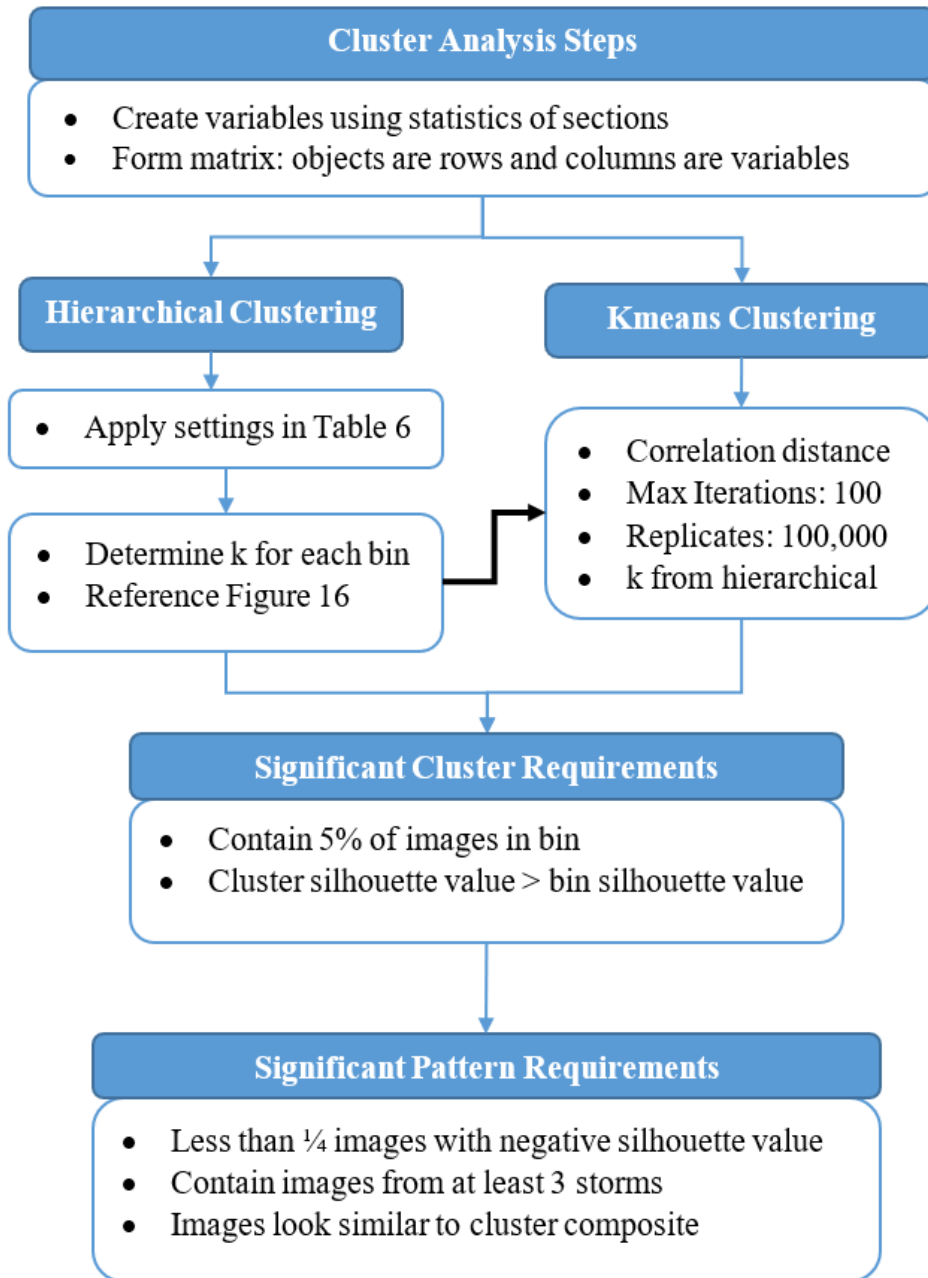 Cluster Analysis Steps
• Create variables using statistics of sections
• Form matrix: objects are rows and columns are variables
Hierarchical Clustering
• Apply settings in Table 6
• Determine k for each bin
• Reference Figure 16
Kmeans Clustering
• Correlation distance
• Max Iterations: 100
• Replicates: 100,000
• k from hierarchical
Significant Cluster Requirements
• Contain 5% of images in bin
• Cluster silhouette value > bin silhouette value
Significant Pattern Requirements
• Less than ¼ images with negative silhouette value
• Contain images from at least 3 storms
• Images look similar to cluster composite